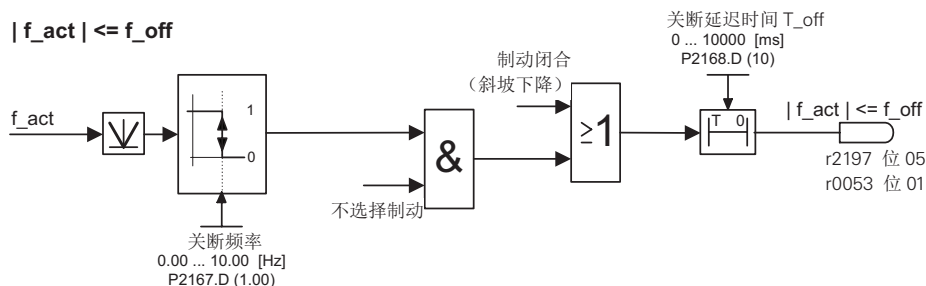 | f_act | <= f_off
关断延迟时间 T_off
0 ... 10000 [ms]
P2168.D (10)
制动闭合
（斜坡下降）
f_act
1
0
&
≥1
T 0
| f_act | <= f_off
r2197 位 05
r0053 位 01
不选择制动
关断频率
0.00 ... 10.00 [Hz]
P2167.D (1.00)